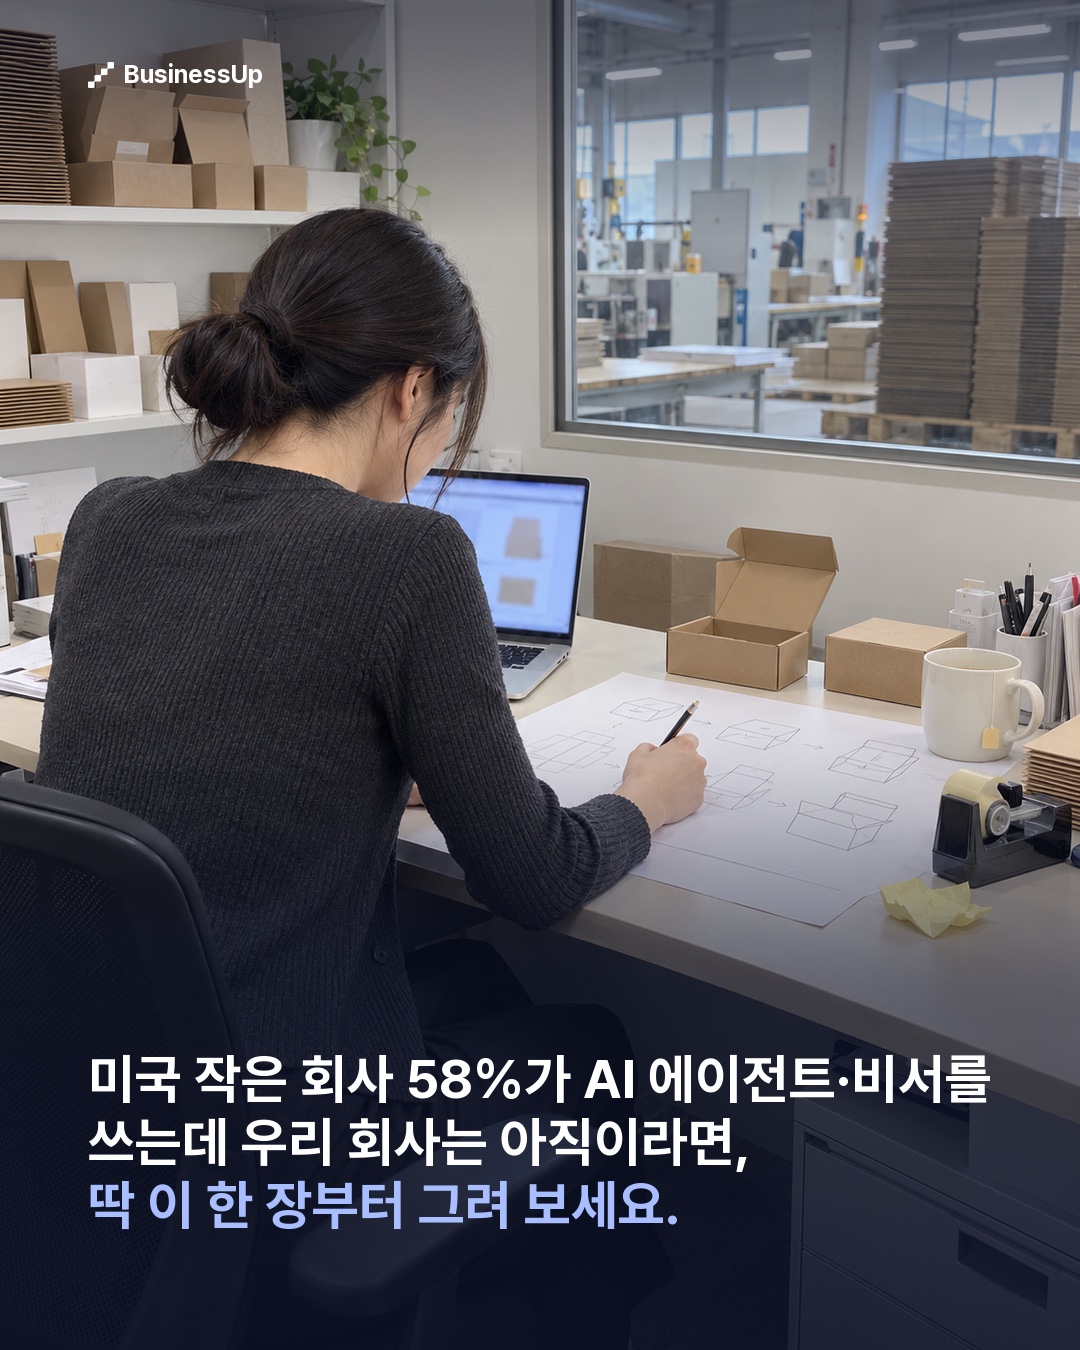 BusinessUp
미국 작은 회사 58%가 AI 에이전트·비서를
쓰는데 우리 회사는 아직이라면,
딱 이 한 장부터 그려 보세요.